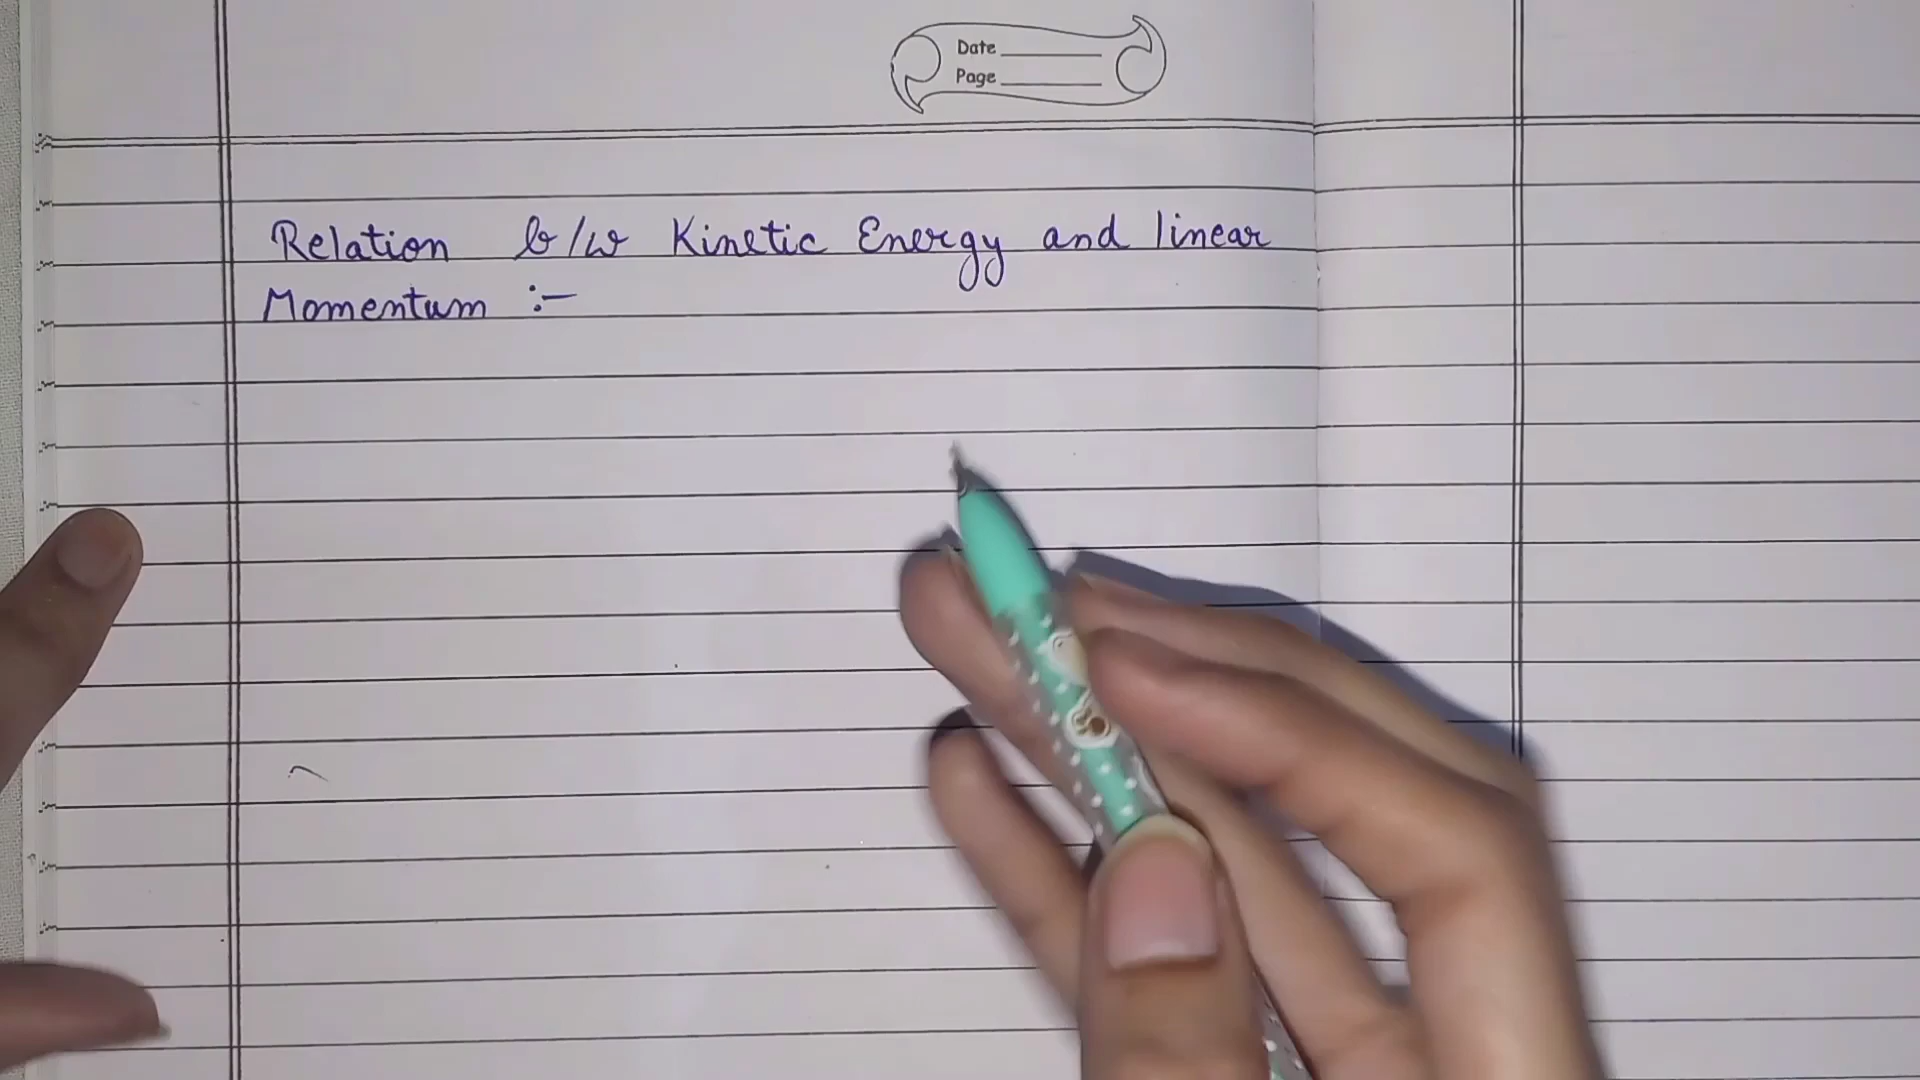 Date
Page
Relation b/w Kinetic Energy and linear
Momentum :-